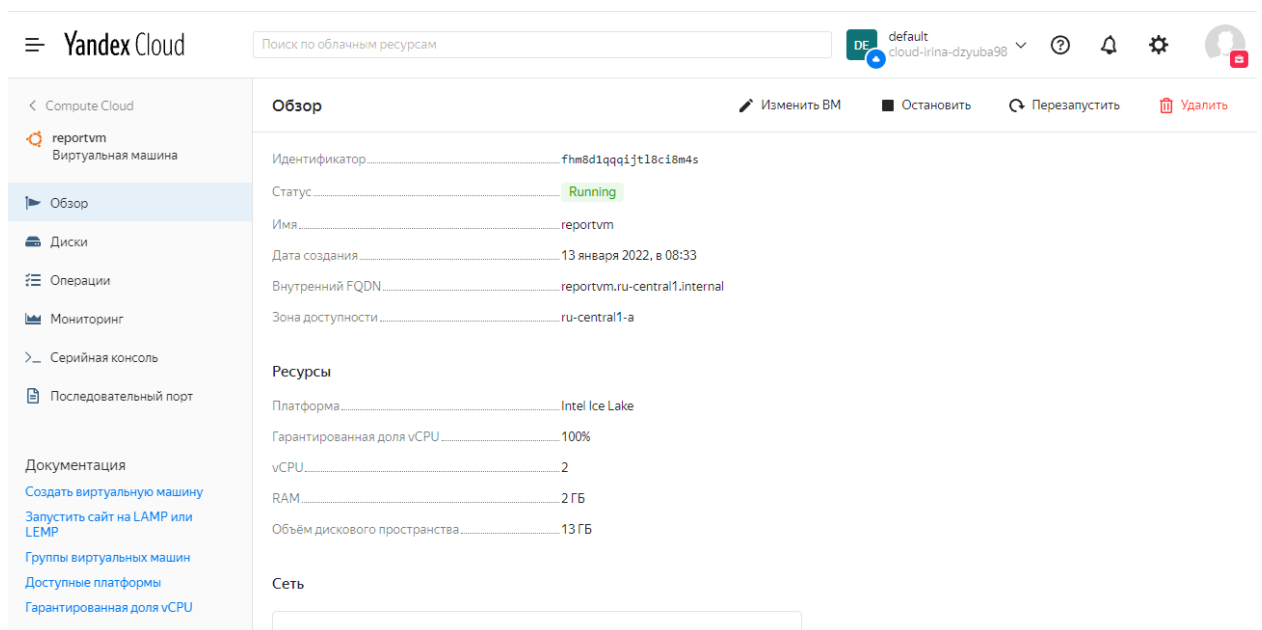 Yandex Cloud
Поиск по облачным ресурсам
DE
default
cloud-irina-dzyuba98
Compute Cloud
reportvm
Виртуальная машина
Обзор
Диски
Операции
Мониторинг
Серийная консоль
Последовательный порт
Документация
Создать виртуальную машину
Запустить сайт на LAMP или
LEMP
Группы виртуальных машин
Доступные платформы
Гарантированная доля vCPU
Обзор
Изменить ВМ
Остановить
Перезапустить
Удалить
Идентификатор fhm8d1qqqijtl8ci8m4s
Статус Running
Имя reportvm
Дата создания 13 января 2022, в 08:33
Внутренний FQDN reportvm.ru-central1.internal
Зона доступности ru-central1-a
Ресурсы
Платформа Intel Ice Lake
Гарантированная доля vCPU 100%
vCPU 2
RAM 2 ГБ
Объём дискового пространства 13 ГБ
Сеть